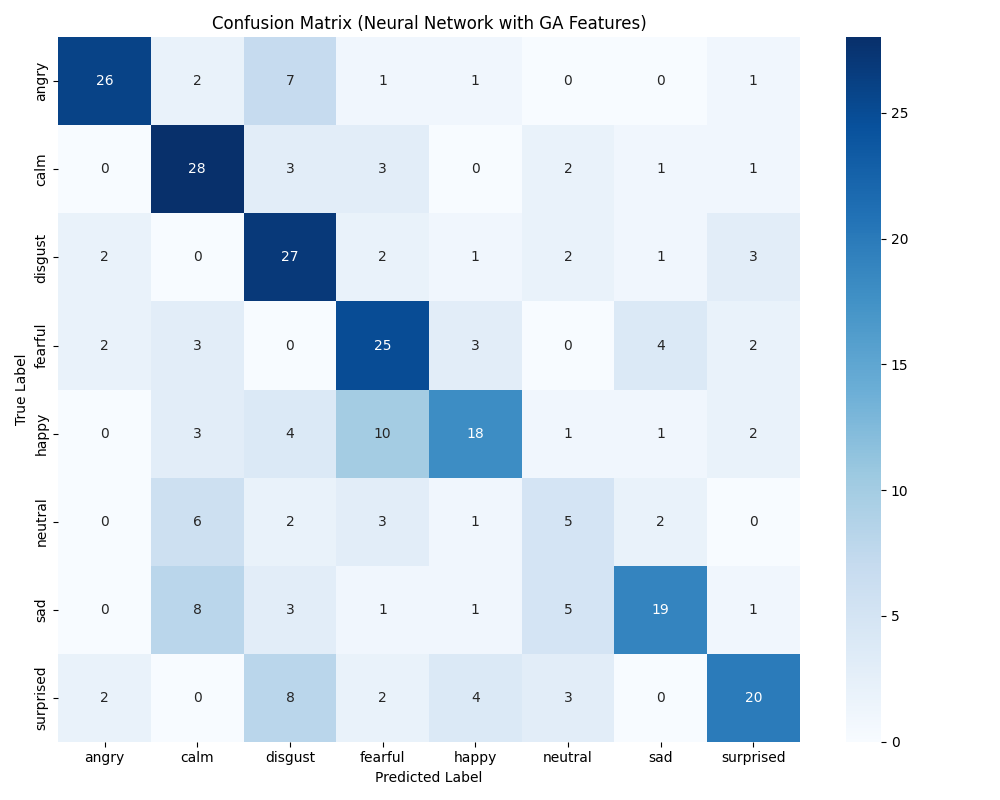 Confusion Matrix (Neural Network with GA Features)
True Label
angry 26 2 7 1 1 0 0 1
calm 0 28 3 3 0 2 1 1
disgust 2 0 27 2 1 2 1 3
fearful 2 3 0 25 3 0 4 2
happy 0 3 4 10 18 1 1 2
neutral 0 6 2 3 1 5 2 0
sad 0 8 3 1 1 5 19 1
surprised 2 0 8 2 4 3 0 20
angry calm disgust fearful happy neutral sad surprised
Predicted Label
25
20
15
10
5
0